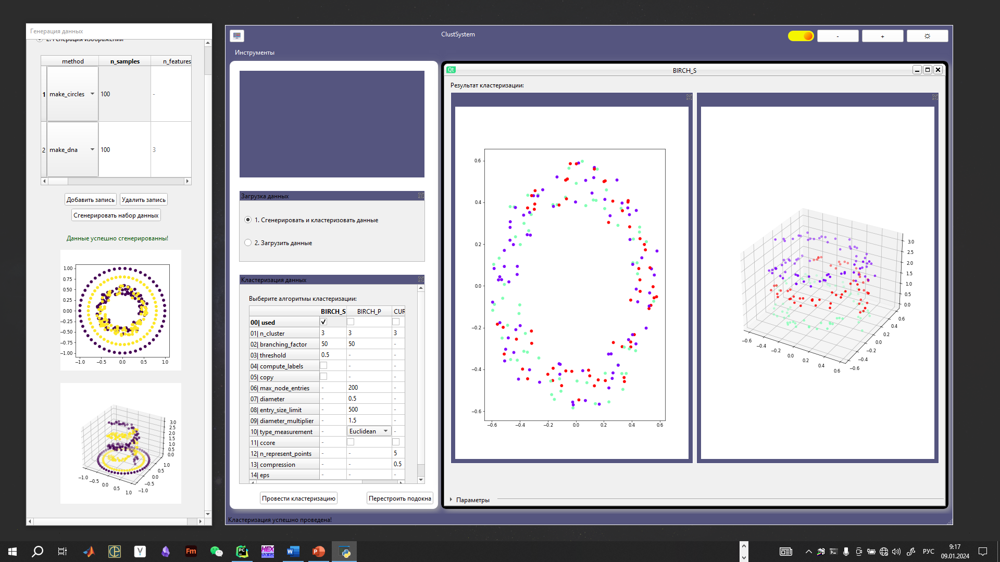 Генерация данных
2. Генерация изображений
method n_samples n_features
1 make_circles 100 -
2 make_dna 100 3
Добавить запись Удалить запись
Сгенерировать набор данных
Данные успешно сгенерированны!
1.00
0.75
0.50
0.25
0.00
−0.25
−0.50
−0.75
−1.00
−1.0 −0.5 0.0 0.5 1.0
3.0
2.5
2.0
1.5
1.0
0.5
0.0
−1.0 −0.5 0.0 0.5 1.0
−1.0 −0.5 0.0 0.5 1.0
ClustSystem
- +
Инструменты
Загрузка данных
1. Сгенерировать и кластеризовать данные
2. Загрузить данные
Кластеризация данных
Выберите алгоритмы кластеризации:
BIRCH_S BIRCH_P CUR
00| used
01| n_cluster 3 3 3
02| branching_factor 50 50 -
03| threshold 0.5 - -
04| compute_labels - -
05| copy - -
06| max_node_entries - 200 -
07| diameter - 0.5 -
08| entry_size_limit - 500 -
09| diameter_multiplier - 1.5 -
10| type_measurement - Euclidean -
11| ccore -
12| n_represent_points - - 5
13| compression - - 0.5
14| eps - - -
Провести кластеризацию Перестроить подокна
Кластеризация успешно проведена!
Qt BIRCH_S
Результат кластеризации:
0.6
0.4
0.2
0.0
−0.2
−0.4
−0.6
−0.6 −0.4 −0.2 0.0 0.2 0.4 0.6
3.0
2.5
2.0
1.5
1.0
0.5
0.0
−0.6 −0.4 −0.2 0.0 0.2 0.4 0.6
−0.6 −0.4 −0.2 0.0 0.2 0.4 0.6
Параметры
V Fm PC W P
РУС
9:17
09.01.2024